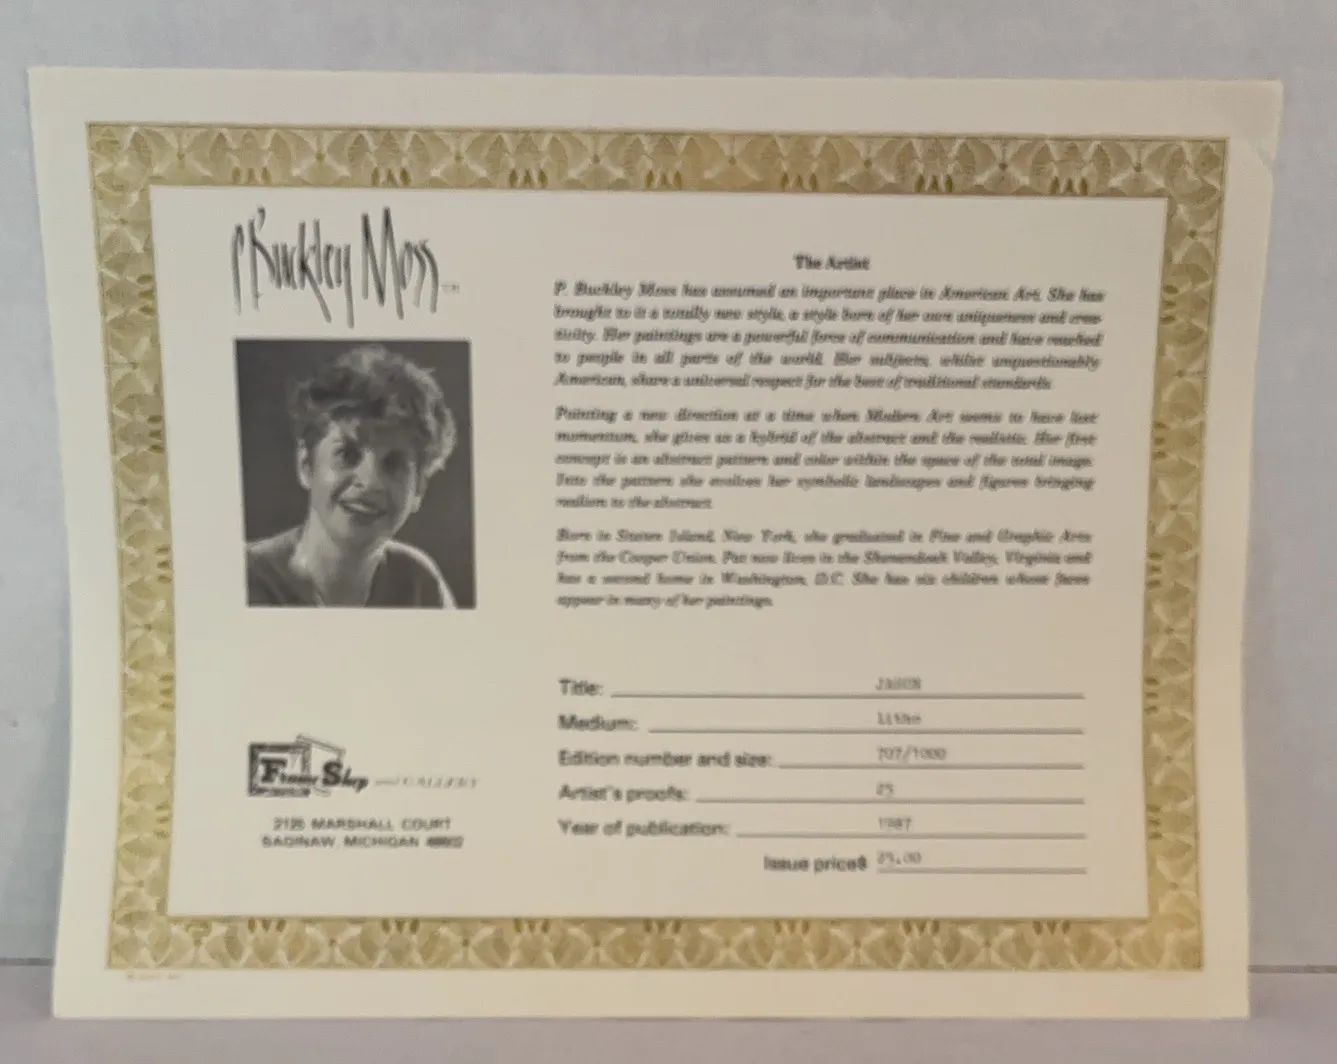 P Buckley Moss
The Artist
P. Buckley Moss has assumed an important place in American Art. She has
brought to it a totally new style, a style born of her own uniqueness and crea-
tivity. Her paintings are a powerful force of communication and have reached
to people in all parts of the world. Her subjects, whilst unquestionably
American, share a universal respect for the best of traditional standards.
Painting a new direction at a time when Modern Art seems to have lost
momentum, she gives us a hybrid of the abstract and the realistic. Her first
concept is an abstract pattern and color within the space of the total image.
Into the pattern she evolves her symbolic landscapes and figures bringing
realism to the abstract.
Born in Staten Island, New York, she graduated in Fine and Graphic Arts
from the Cooper Union. Pat now lives in the Shenandoah Valley, Virginia and
has a second home in Washington, D.C. She has six children whose faces
appear in many of her paintings.
Title: JASON
Medium: Litho
Edition number and size: 707/1000
Artist's proofs:
Year of publication: 1987
Issue price$
Frame Shop and GALLERY
2125 MARSHALL COURT
SAGINAW, MICHIGAN